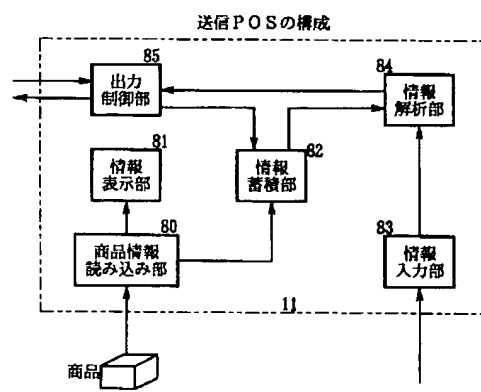 送信POSの構成
85
出力
制御部
84
情報
解析部
81
情報
表示部
82
情報
蓄積部
80
商品情報
読み込み部
83
情報
入力部
11
商品